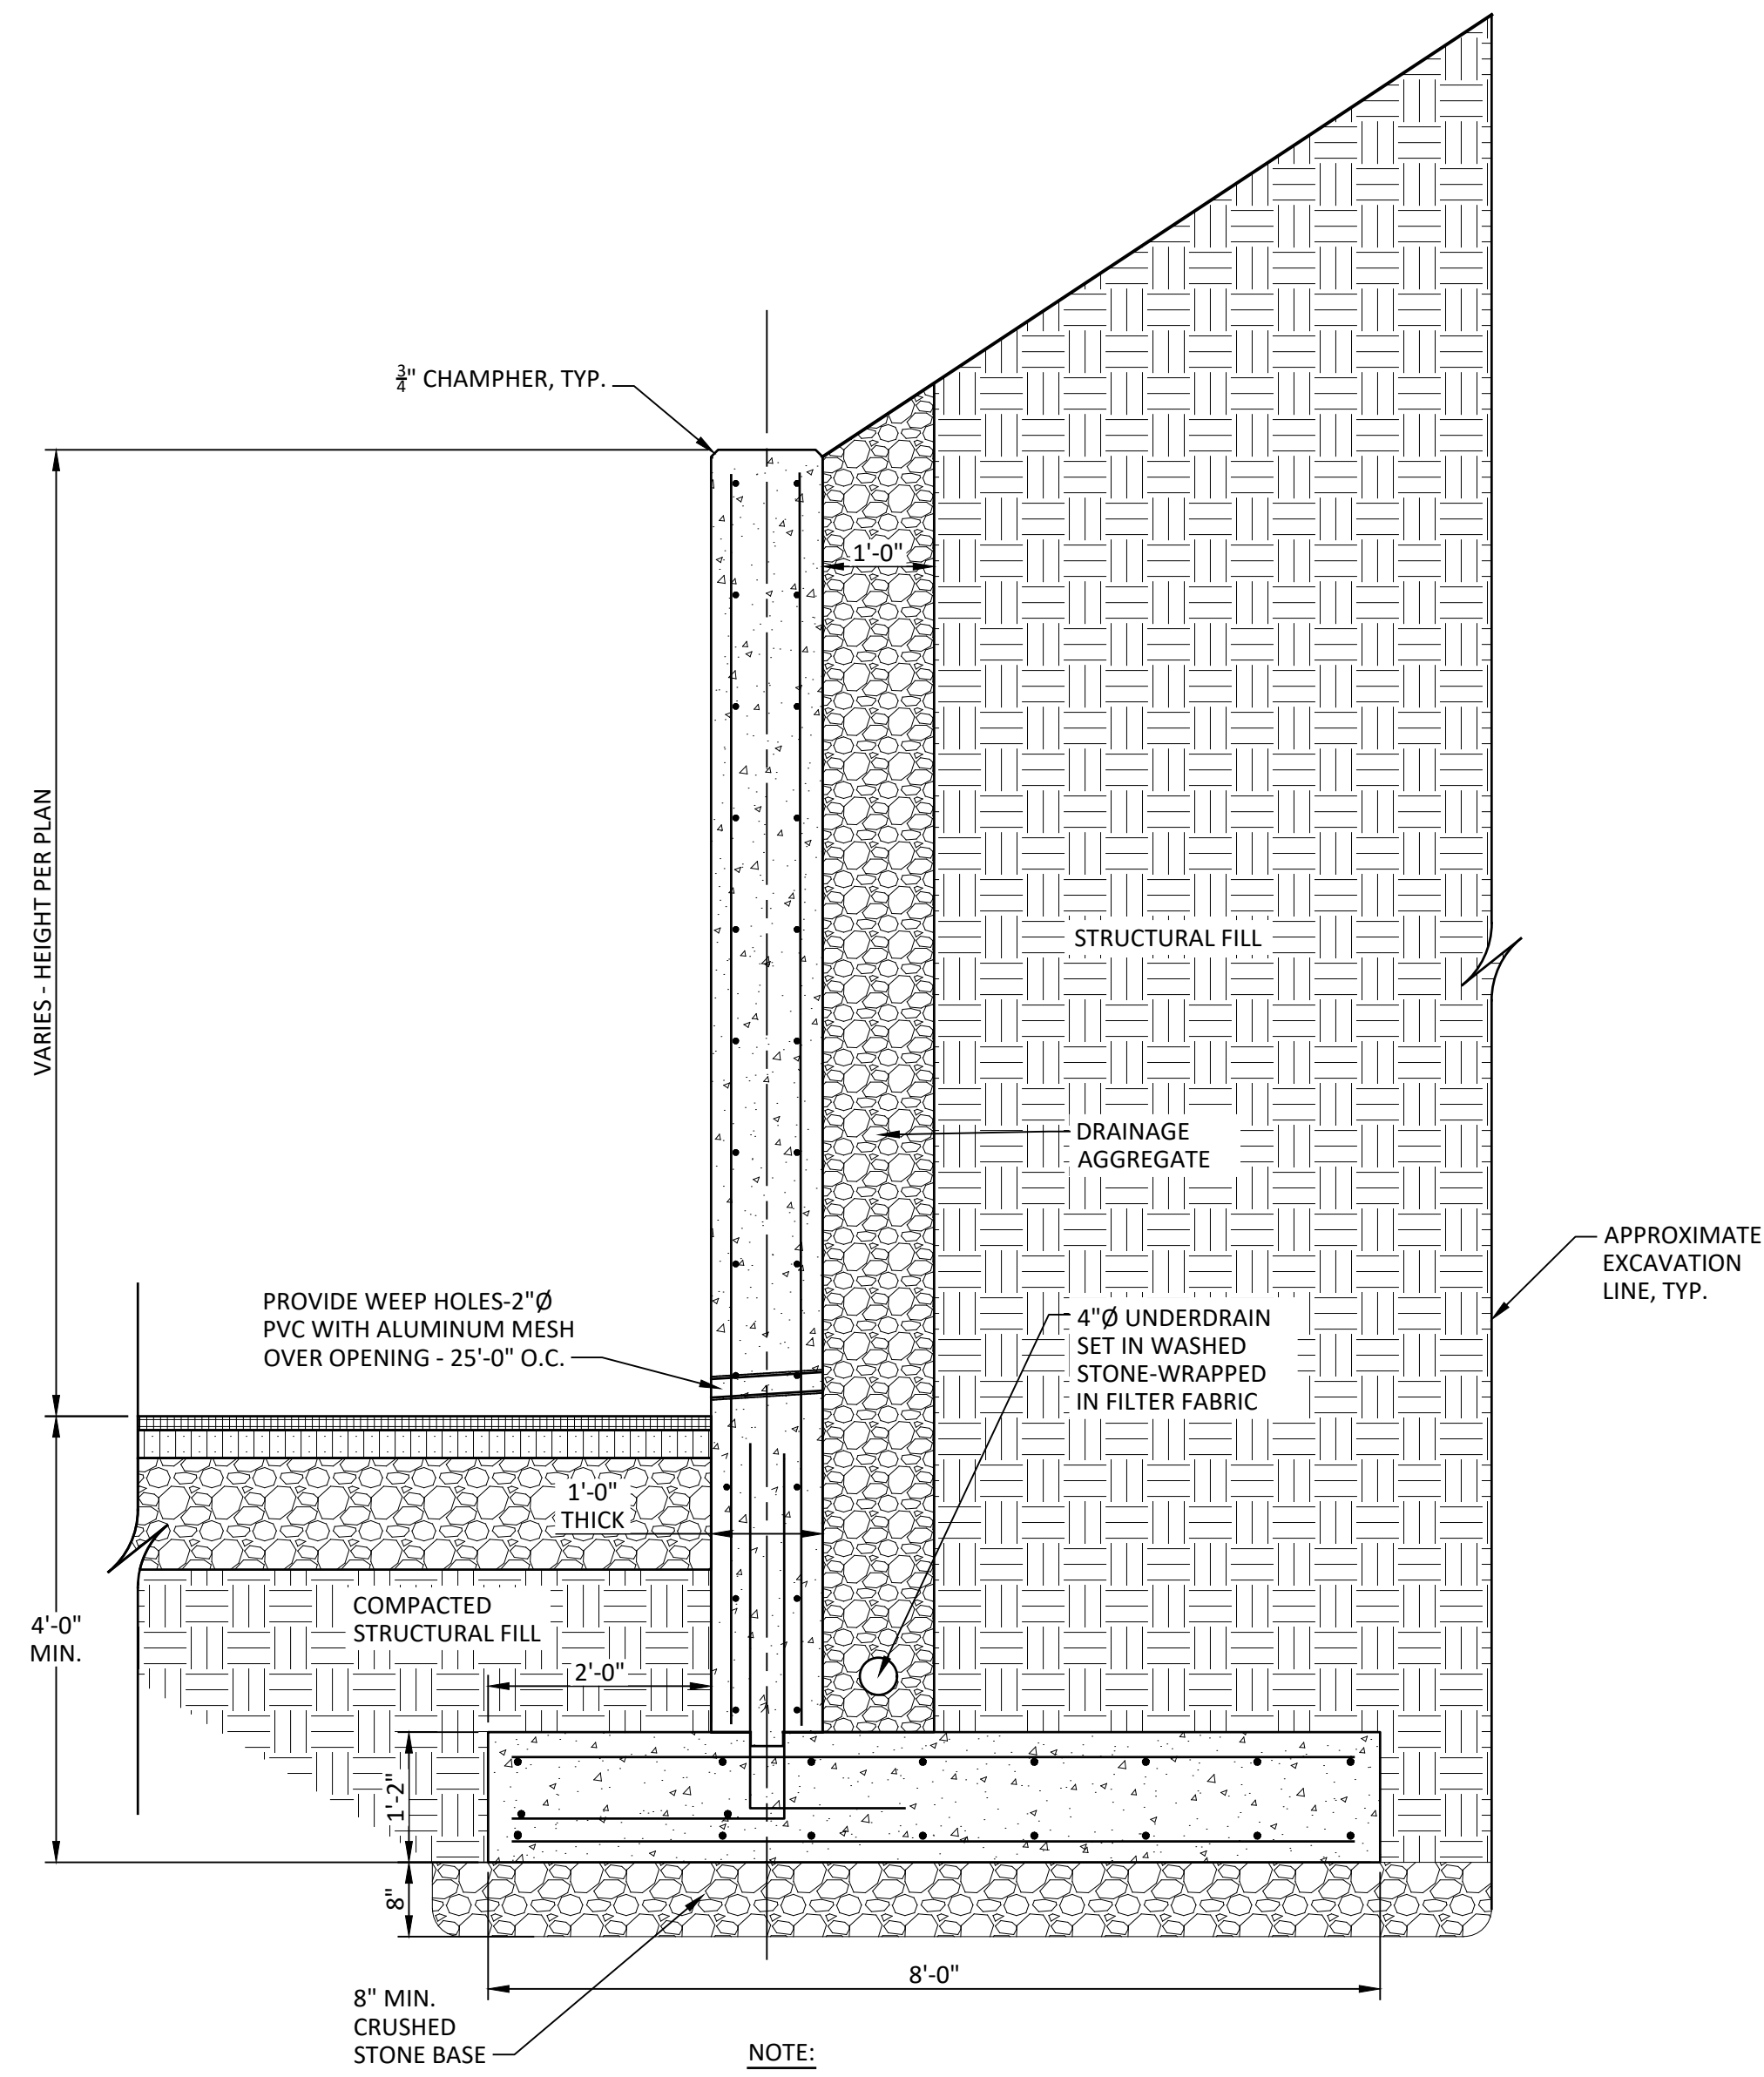 3/4" CHAMPHER, TYP.
1'-0"
VARIES - HEIGHT PER PLAN
STRUCTURAL FILL
DRAINAGE
AGGREGATE
APPROXIMATE
EXCAVATION
LINE, TYP.
PROVIDE WEEP HOLES-2"Ø
PVC WITH ALUMINUM MESH
OVER OPENING - 25'-0" O.C.
4"Ø UNDERDRAIN
SET IN WASHED
STONE-WRAPPED
IN FILTER FABRIC
1'-0"
THICK
COMPACTED
STRUCTURAL FILL
4'-0"
MIN.
2'-0"
1'-2"
8"
8'-0"
8" MIN.
CRUSHED
STONE BASE
NOTE: